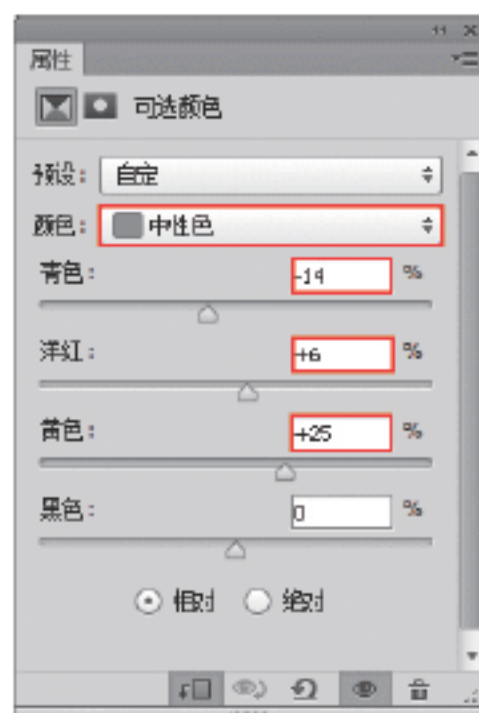 属性
可选颜色
预设: 自定
颜色: 中性色
青色: -14 %
洋红: +6 %
黄色: +25 %
黑色: 0 %
相对 绝对